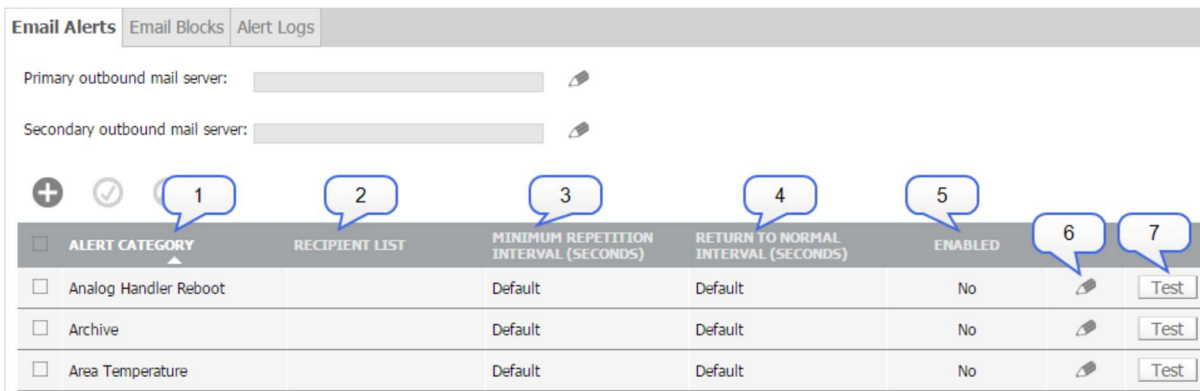 Email Alerts Email Blocks Alert Logs
Primary outbound mail server:
Secondary outbound mail server:
1 2 3 4 5 6 7
ALERT CATEGORY RECIPIENT LIST MINIMUM REPETITION INTERVAL (SECONDS) RETURN TO NORMAL INTERVAL (SECONDS) ENABLED
Analog Handler Reboot Default Default No Test
Archive Default Default No Test
Area Temperature Default Default No Test